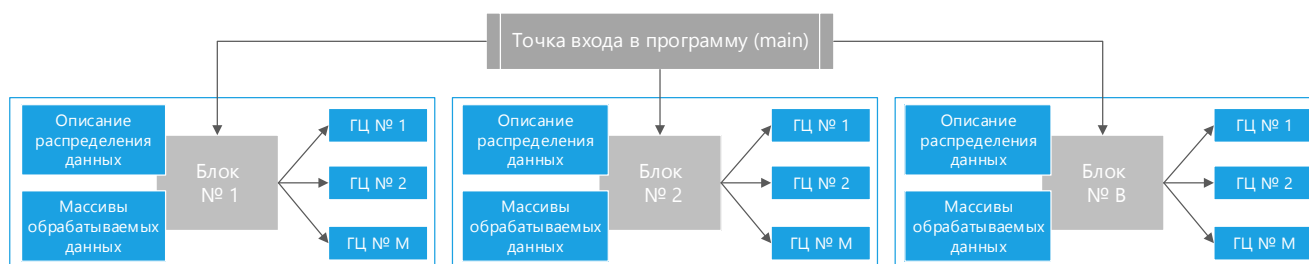 Точка входа в программу (main)
Описание
распределения
данных
Массивы
обрабатываемых
данных
Блок
№ 1
ГЦ № 1
ГЦ № 2
ГЦ № M
Описание
распределения
данных
Массивы
обрабатываемых
данных
Блок
№ 2
ГЦ № 1
ГЦ № 2
ГЦ № M
Описание
распределения
данных
Массивы
обрабатываемых
данных
Блок
№ B
ГЦ № 1
ГЦ № 2
ГЦ № M